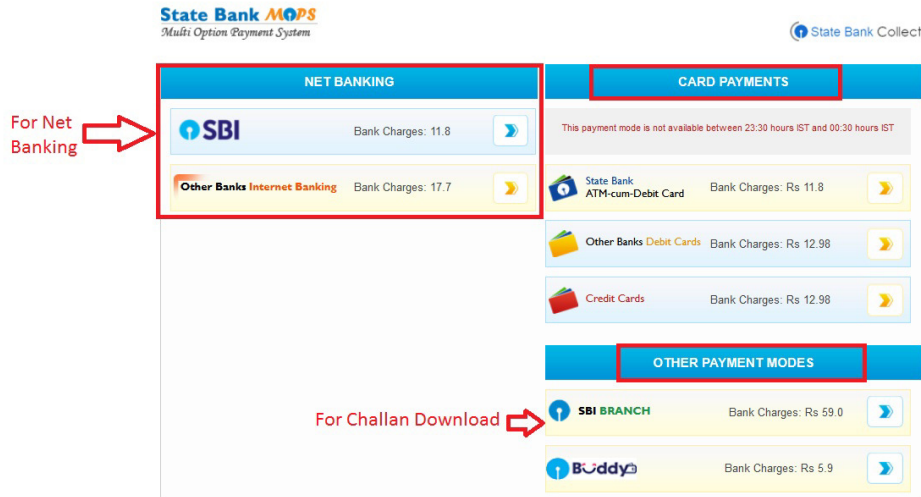 State Bank MOPS
Multi Option Payment System
State Bank Collect
NET BANKING
For Net
Banking
SBI
Bank Charges: 11.8
Other Banks Internet Banking
Bank Charges: 17.7
CARD PAYMENTS
This payment mode is not available between 23:30 hours IST and 00:30 hours IST
State Bank
ATM-cum-Debit Card
Bank Charges: Rs 11.8
Other Banks Debit Cards
Bank Charges: Rs 12.98
Credit Cards
Bank Charges: Rs 12.98
OTHER PAYMENT MODES
For Challan Download
SBI BRANCH
Bank Charges: Rs 59.0
Buddy
Bank Charges: Rs 5.9